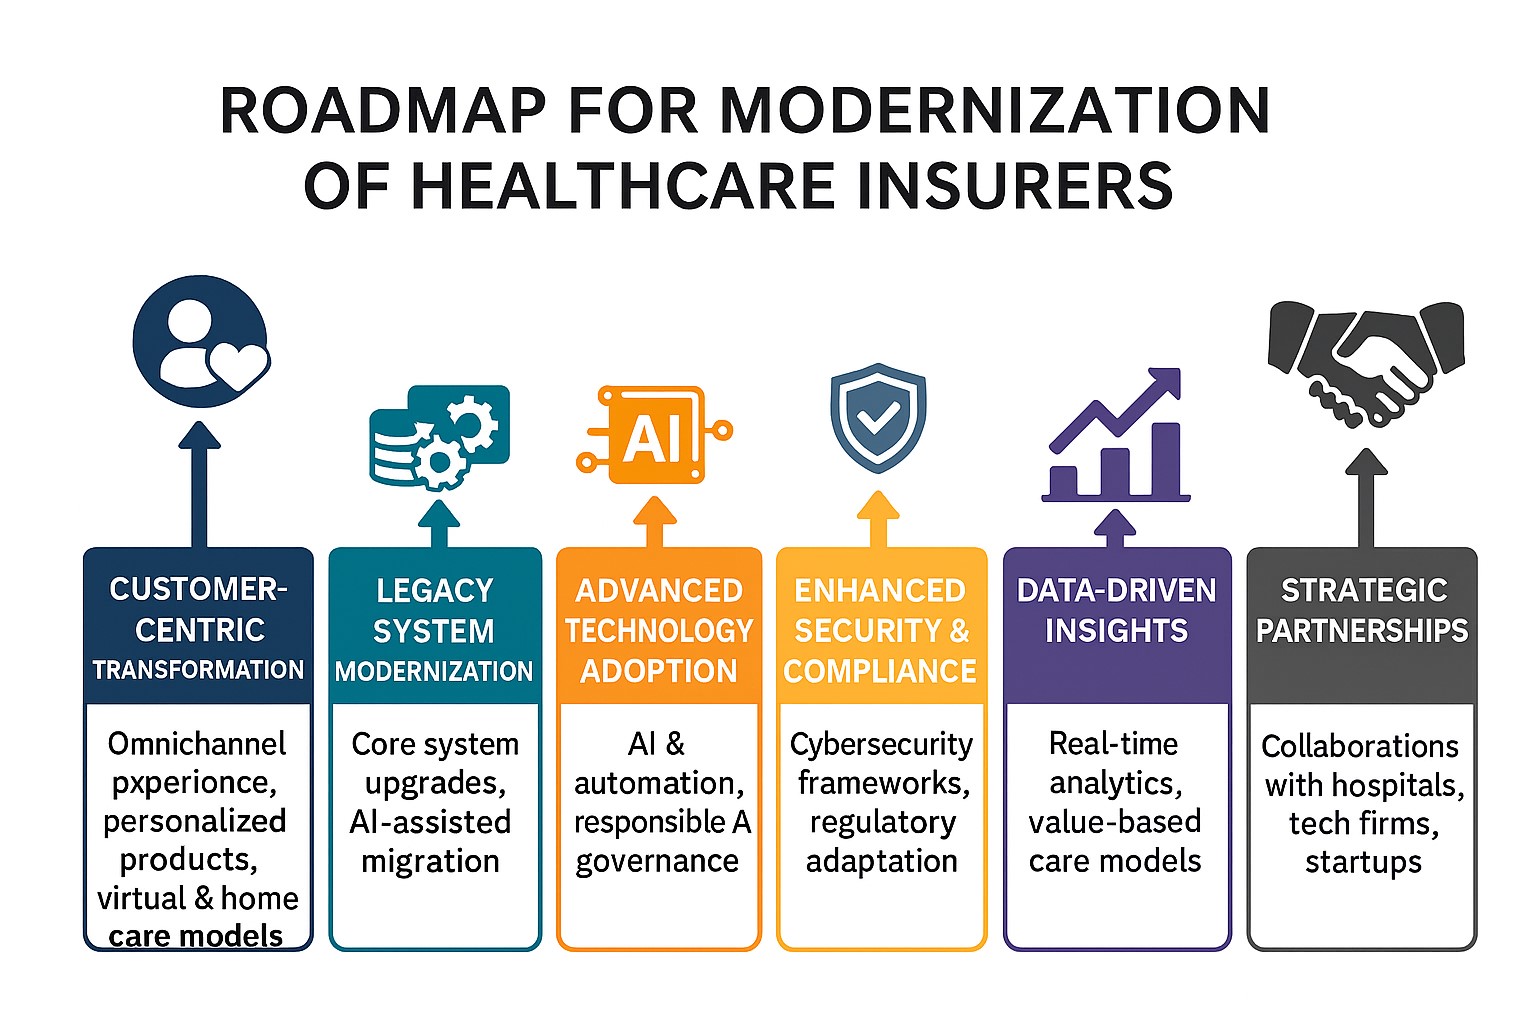 ROADMAP FOR MODERNIZATION
OF HEALTHCARE INSURERS
AI
CUSTOMER-
CENTRIC
TRANSFORMATION
Omnichannel
pxperionce,
personalized
products,
virtual & home
care models
LEGACY
SYSTEM
MODERNIZATION
Core system
upgrades,
AI-assisted
migration
ADVANCED
TECHNOLOGY
ADOPTION
AI &
automation,
responsible A
governance
ENHANCED
SECURITY &
COMPLIANCE
Cybersecurity
frameworks,
regulatory
adaptation
DATA-DRIVEN
INSIGHTS
Real-time
analytics,
value-based
care models
STRATEGIC
PARTNERSHIPS
Collaborations
with hospitals,
tech firms,
startups